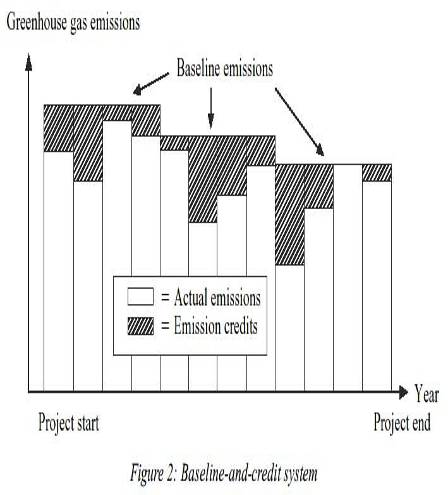 Greenhouse gas emissions
Baseline emissions
= Actual emissions
= Emission credits
Year
Project start
Project end
Figure 2: Baseline-and-credit system